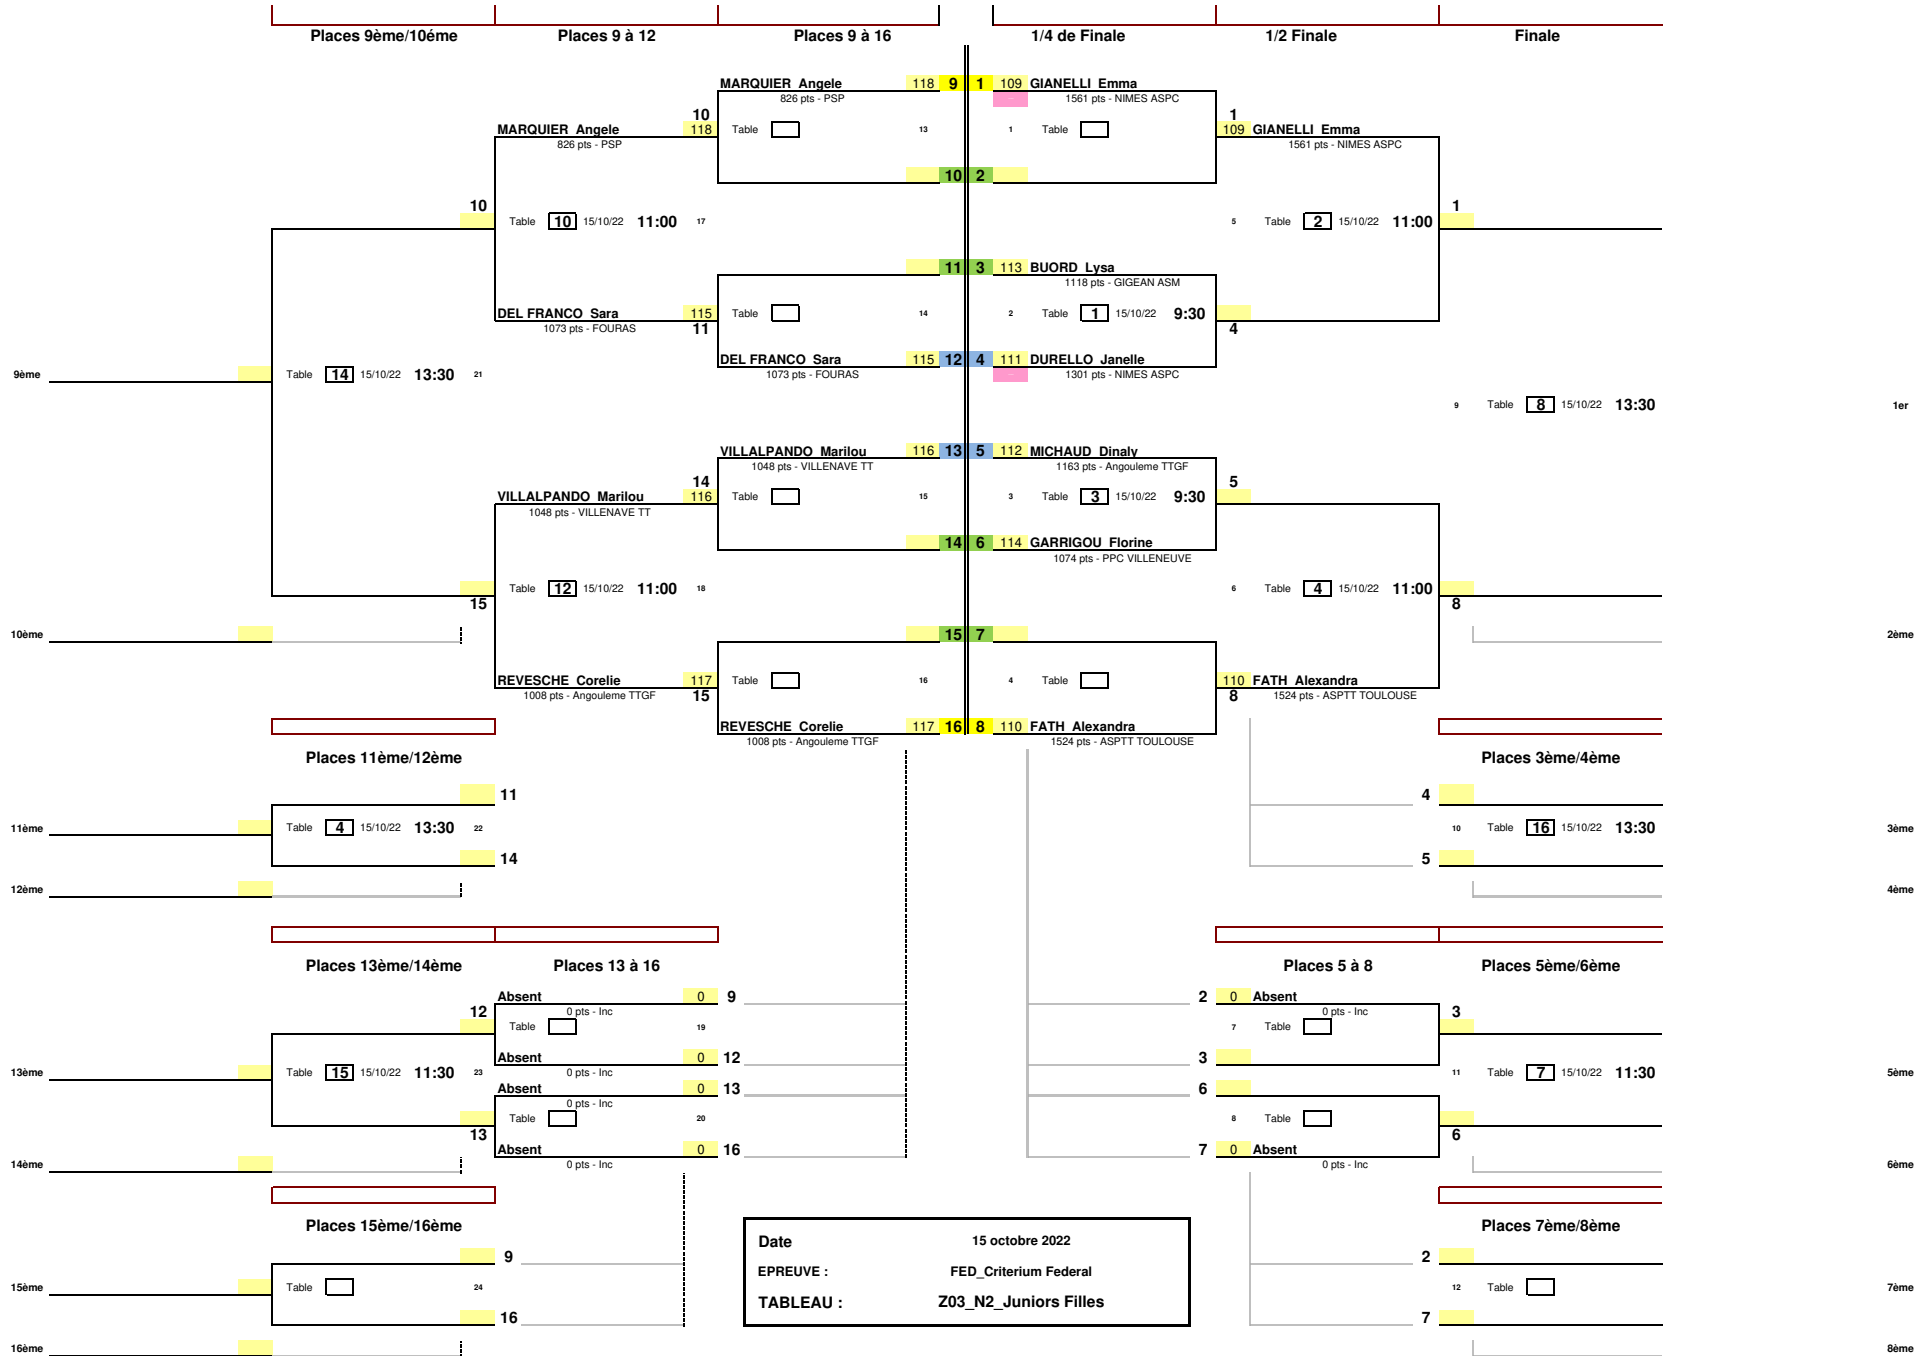 Places 9ème/10éme Places 9 à 12 Places 9 à 16 1/4 de Finale 1/2 Finale Finale
MARQUIER Angele 118 9 1 109 GIANELLI Emma
826 pts - PSP 1561 pts - NIMES ASPC
10 1
MARQUIER Angele 118 Table 13 1 Table 109 GIANELLI Emma
826 pts - PSP 1561 pts - NIMES ASPC
10 2
10 1
Table 10 15/10/22 11:00 17 5 Table 2 15/10/22 11:00
11 3 113 BUORD Lysa
1118 pts - GIGEAN ASM
DEL FRANCO Sara 115 Table 14 2 Table 1 15/10/22 9:30
1073 pts - FOURAS 11 4
DEL FRANCO Sara 115 12 4 111 DURELLO Janelle
9ème Table 14 15/10/22 13:30 21 1073 pts - FOURAS 1301 pts - NIMES ASPC
9 Table 8 15/10/22 13:30 1er
VILLALPANDO Marilou 116 13 5 112 MICHAUD Dinaly
1048 pts - VILLENAVE TT 1163 pts - Angouleme TTGF
14 5
VILLALPANDO Marilou 116 Table 15 3 Table 3 15/10/22 9:30
1048 pts - VILLENAVE TT
14 6 114 GARRIGOU Florine
1074 pts - PPC VILLENEUVE
Table 12 15/10/22 11:00 18 6 Table 4 15/10/22 11:00
15 8
10ème 15 7 2ème
REVESCHE Corelie 117 Table 16 4 Table 110 FATH Alexandra
1008 pts - Angouleme TTGF 15 8 1524 pts - ASPTT TOULOUSE
REVESCHE Corelie 117 16 8 110 FATH Alexandra
1008 pts - Angouleme TTGF 1524 pts - ASPTT TOULOUSE
Places 11ème/12ème Places 3ème/4ème
11 4
11ème Table 4 15/10/22 13:30 22 10 Table 16 15/10/22 13:30 3ème
14 5
12ème 4ème
Places 13ème/14ème Places 13 à 16 Places 5 à 8 Places 5ème/6ème
Absent 0 9 2 0 Absent
12 0 pts - Inc 0 pts - Inc 3
Table 19 7 Table
Absent 0 12 3
13ème Table 15 15/10/22 11:30 23 0 pts - Inc 11 Table 7 15/10/22 11:30 5ème
Absent 0 13 6
0 pts - Inc
Table 20 8 Table
13 6
Absent 0 16 7 0 Absent
14ème 0 pts - Inc 0 pts - Inc 6ème
Places 15ème/16ème Places 7ème/8ème
Date 15 octobre 2022
9 2
EPREUVE : FED_Criterium Federal
15ème Table 24 12 Table 7ème
TABLEAU : Z03_N2_Juniors Filles
16 7
16ème 8ème